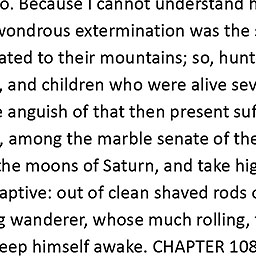 o. Because I cannot understand h
wondrous extermination was the s
ated to their mountains; so, hunt
, and children who were alive sev
anguish of that then present suf
, among the marble senate of the
the moons of Saturn, and take hig
aptive: out of clean shaved rods o
g wanderer, whose much rolling,
eep himself awake. CHAPTER 108